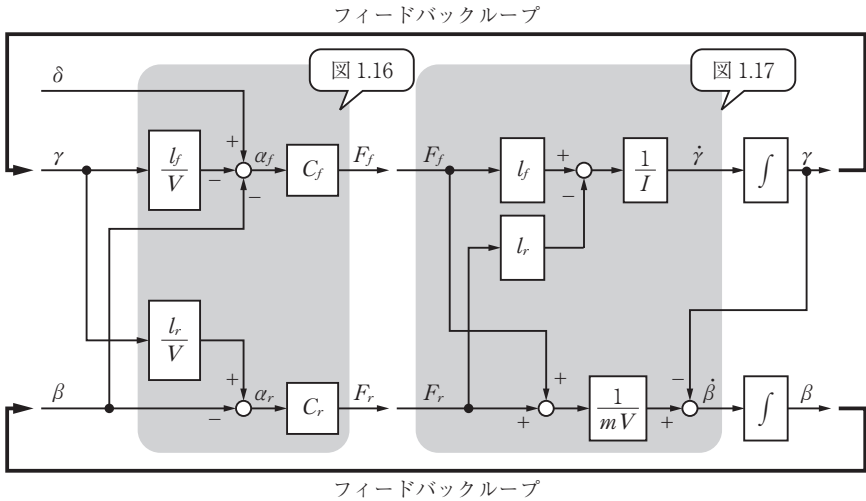 フィードバックループ
図 1.16
図 1.17
δ
γ
l_f
V
+
−
−
α_f
C_f
F_f
F_f
l_f
+
−
1
I
γ̇
∫
γ
l_r
l_r
V
+
−
β
α_r
C_r
F_r
F_r
+
+
1
mV
+
−
β̇
∫
β
フィードバックループ